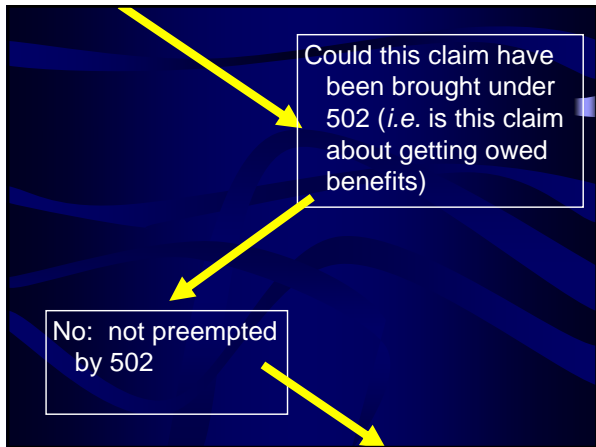 Could this claim have
been brought under
502 (i.e. is this claim
about getting owed
benefits)
No: not preempted
by 502